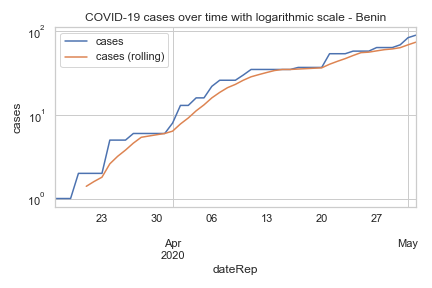 COVID-19 cases over time with logarithmic scale - Benin
cases
cases (rolling)
10²
10¹
10⁰
cases
23 30 06 13 20 27
Apr May
2020
dateRep